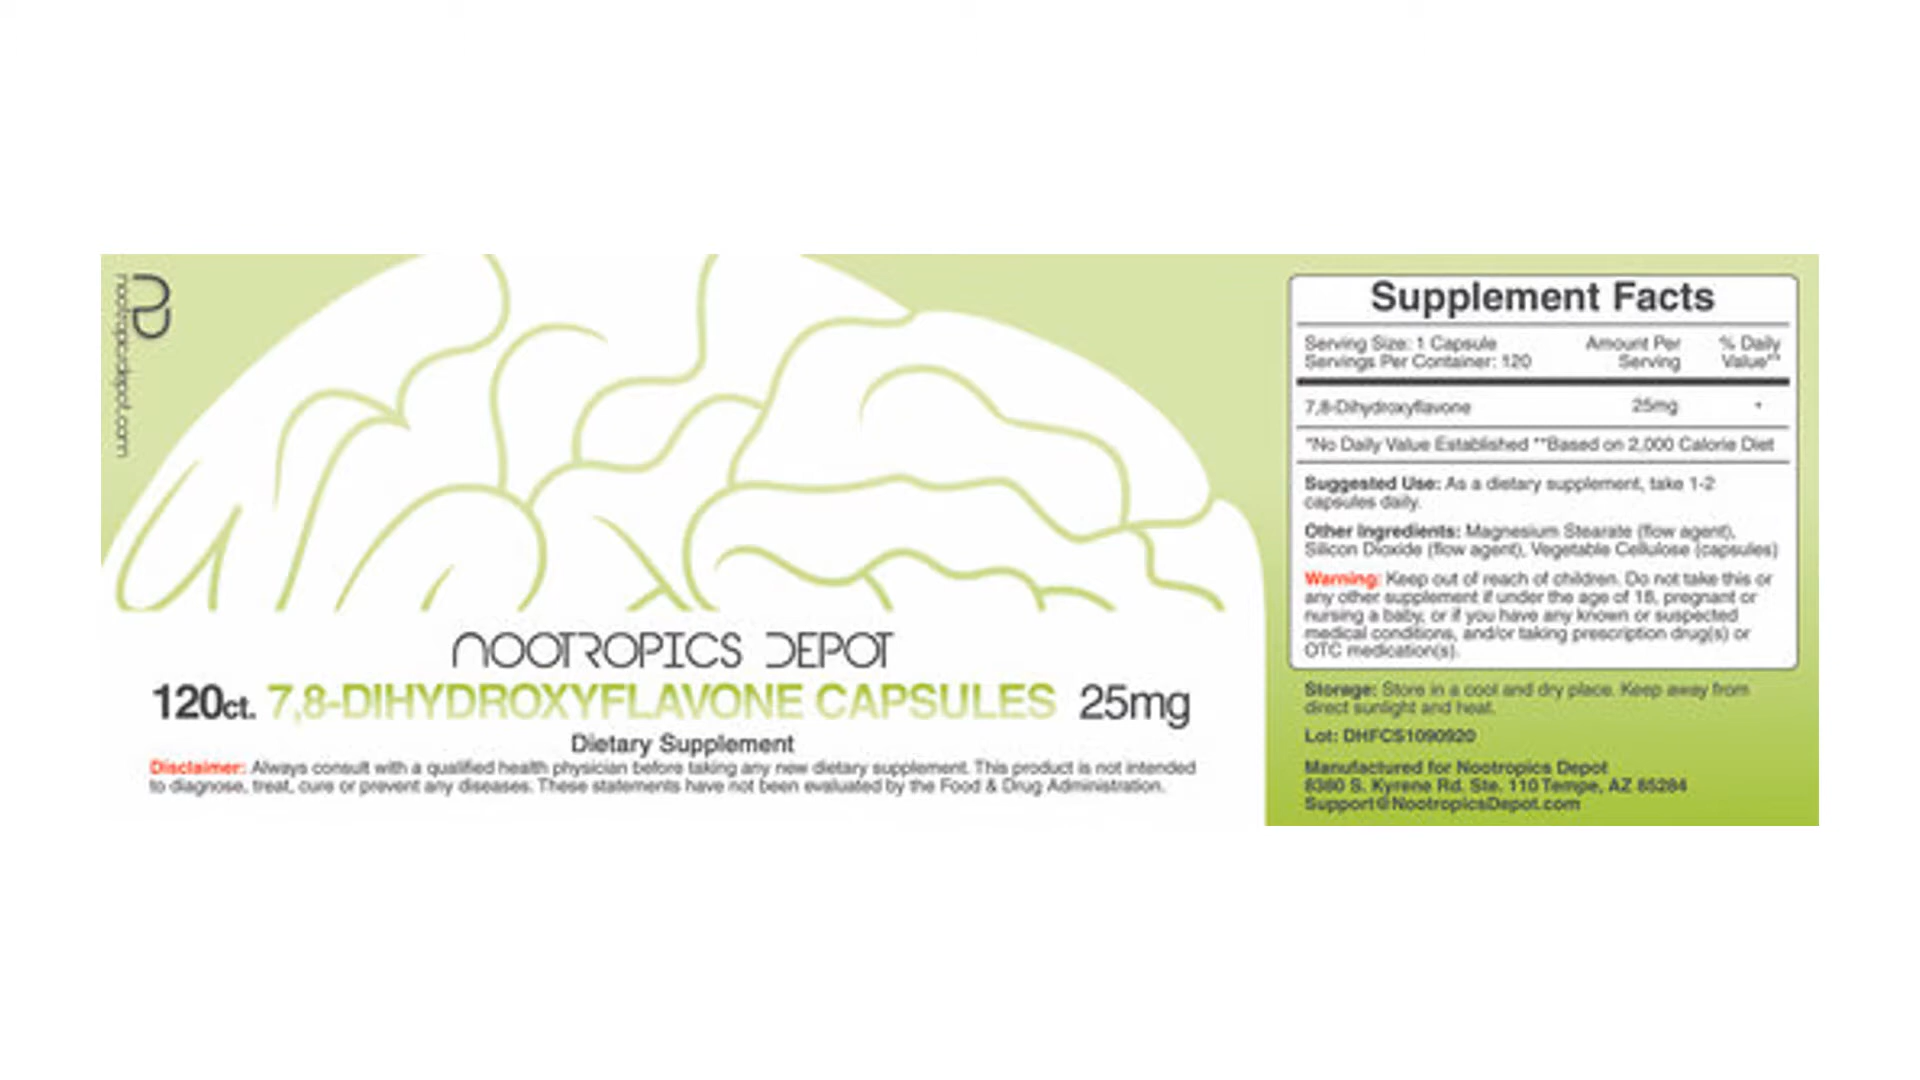 nootropicsdepot.com
NOOTROPICS DEPOT
120ct. 7,8-DIHYDROXYFLAVONE CAPSULES 25mg
Dietary Supplement
Disclaimer: Always consult with a qualified health physician before taking any new dietary supplement. This product is not intended
to diagnose, treat, cure or prevent any diseases. These statements have not been evaluated by the Food & Drug Administration.
Supplement Facts
Serving Size: 1 Capsule Amount Per % Daily
Servings Per Container: 120 Serving Value**
7,8-Dihydroxyflavone 25mg *
*No Daily Value Established **Based on 2,000 Calorie Diet
Suggested Use: As a dietary supplement, take 1-2
capsules daily.
Other Ingredients: Magnesium Stearate (flow agent),
Silicon Dioxide (flow agent), Vegetable Cellulose (capsules)
Warning: Keep out of reach of children. Do not take this or
any other supplement if under the age of 18, pregnant or
nursing a baby, or if you have any known or suspected
medical conditions, and/or taking prescription drug(s) or
OTC medication(s).
Storage: Store in a cool and dry place. Keep away from
direct sunlight and heat.
Lot: DHFCS1090920
Manufactured for Nootropics Depot
8380 S. Kyrene Rd. Ste. 110 Tempe, AZ 85284
Support@NootropicsDepot.com